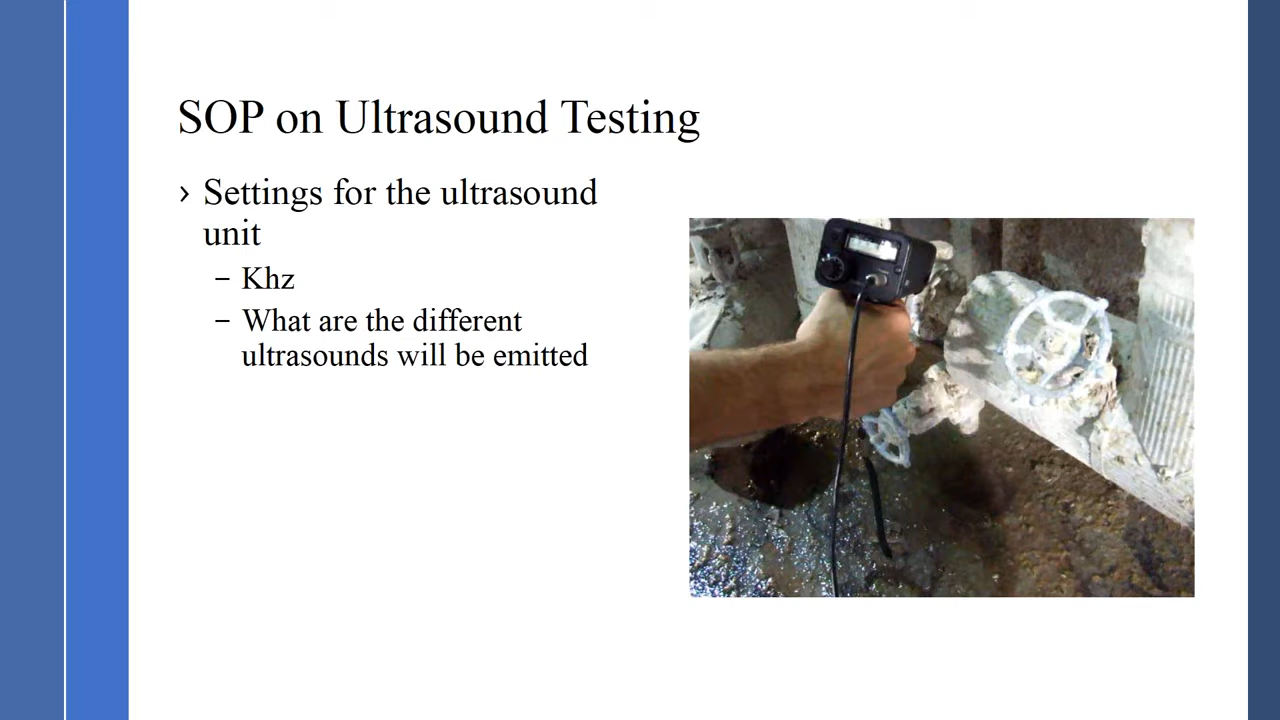 SOP on Ultrasound Testing
› Settings for the ultrasound
unit
– Khz
– What are the different
ultrasounds will be emitted